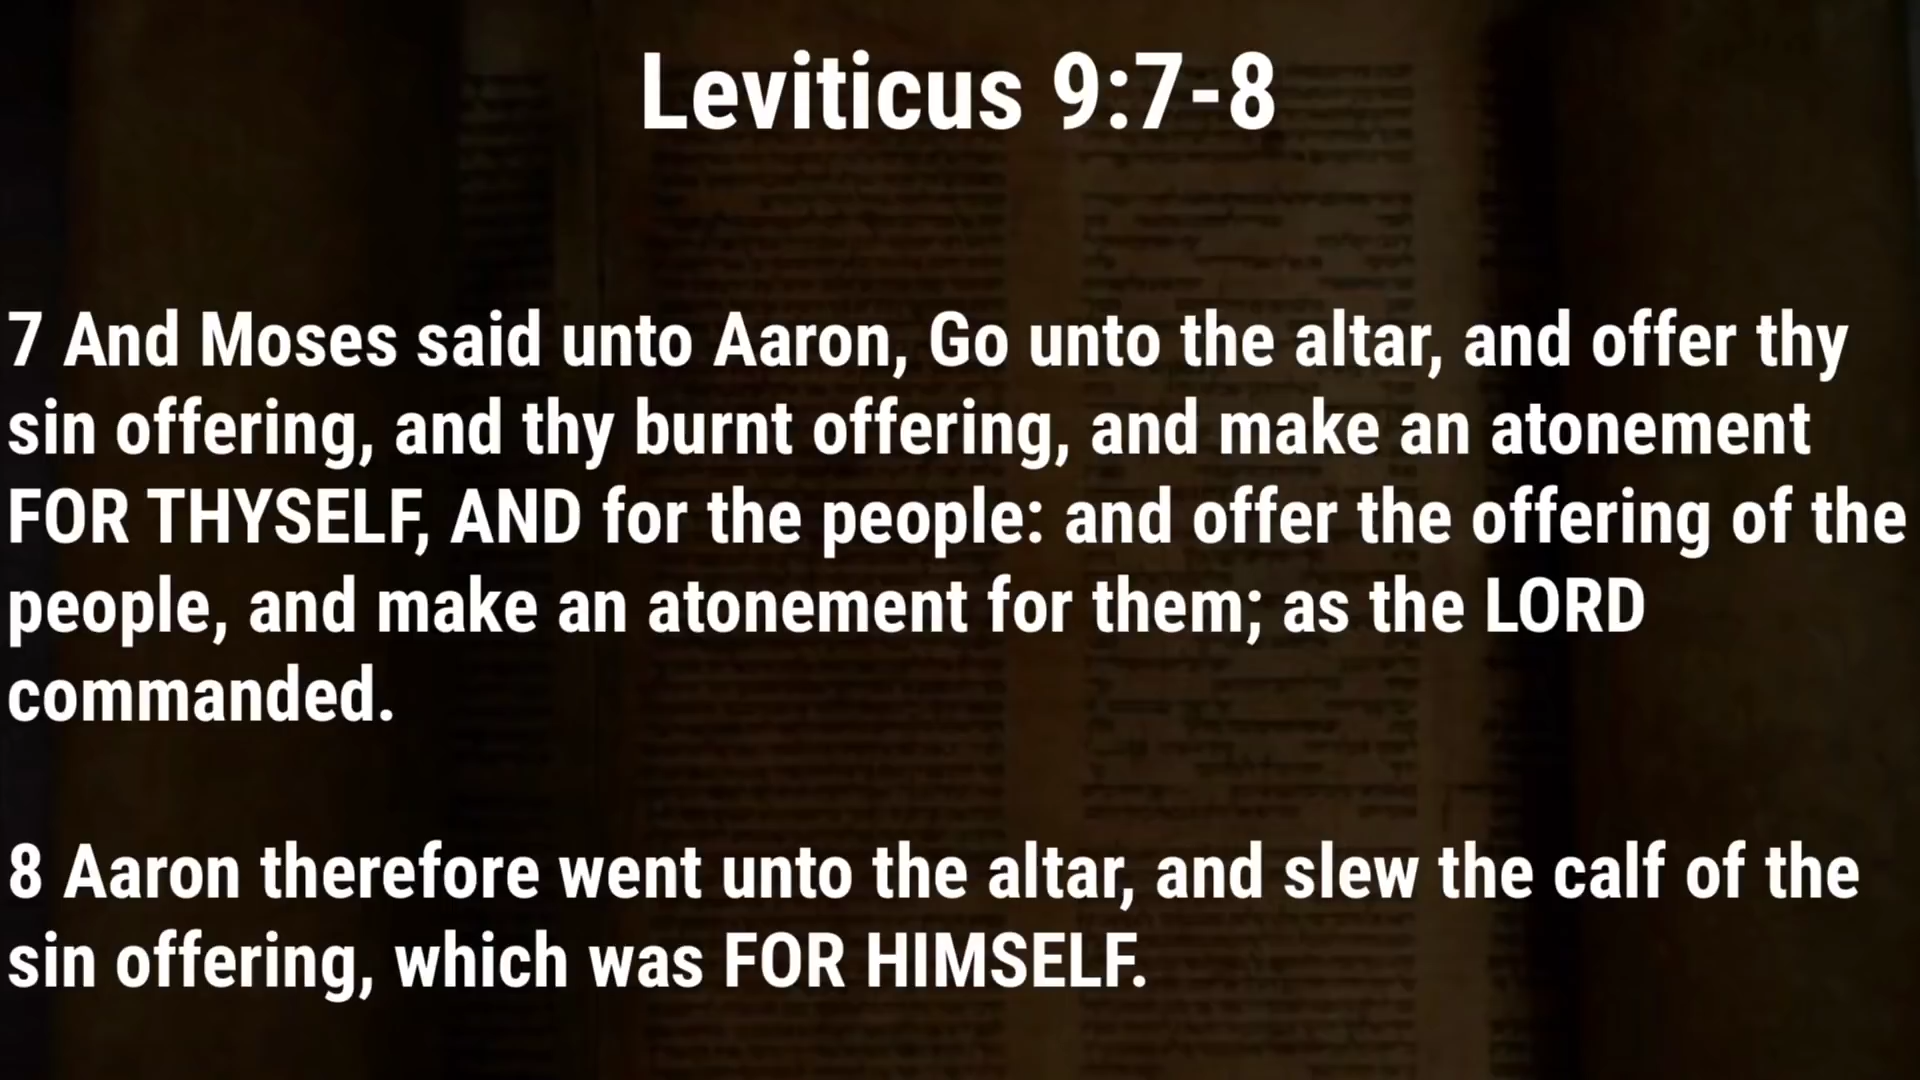 Leviticus 9:7-8
7 And Moses said unto Aaron, Go unto the altar, and offer thy
sin offering, and thy burnt offering, and make an atonement
FOR THYSELF, AND for the people: and offer the offering of the
people, and make an atonement for them; as the LORD
commanded.
8 Aaron therefore went unto the altar, and slew the calf of the
sin offering, which was FOR HIMSELF.